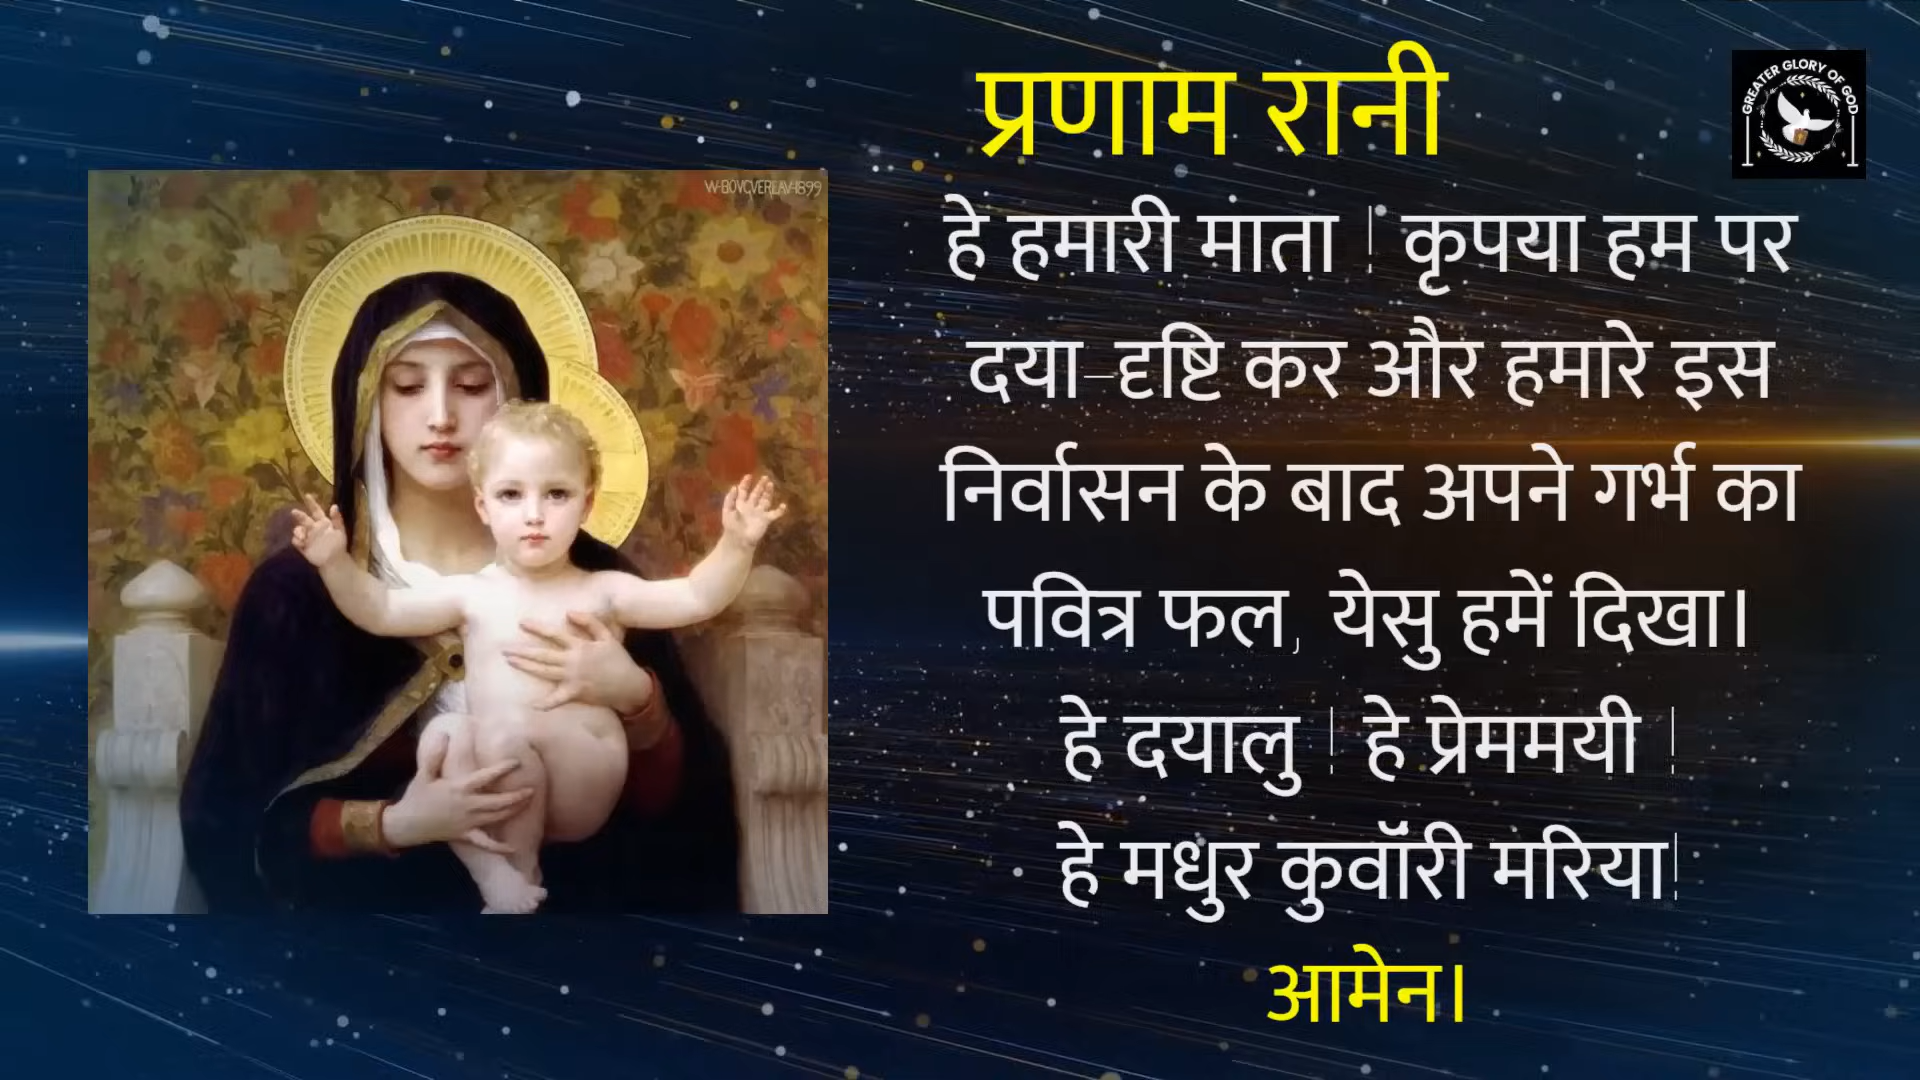 प्रणाम रानी
GREATER GLORY OF GOD
W-BOVGVEREAV-1899
हे हमारी माता ! कृपया हम पर
दया–दृष्टि कर और हमारे इस
निर्वासन के बाद अपने गर्भ का
पवित्र फल, येसु हमें दिखा।
हे दयालु ! हे प्रेममयी !
हे मधुर कुवॉरी मरिया!
आमेन।